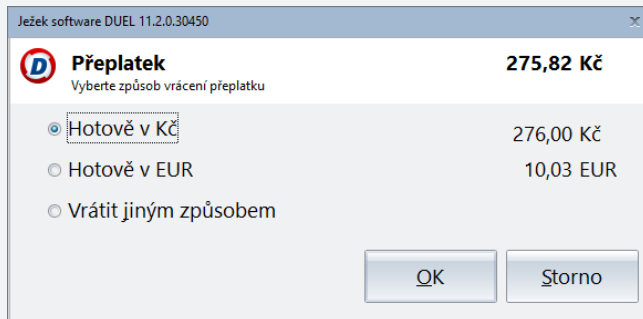 Ježek software DUEL 11.2.0.30450
Přeplatek 275,82 Kč
Vyberte způsob vrácení přeplatku
Hotově v Kč 276,00 Kč
Hotově v EUR 10,03 EUR
Vrátit jiným způsobem
OK Storno